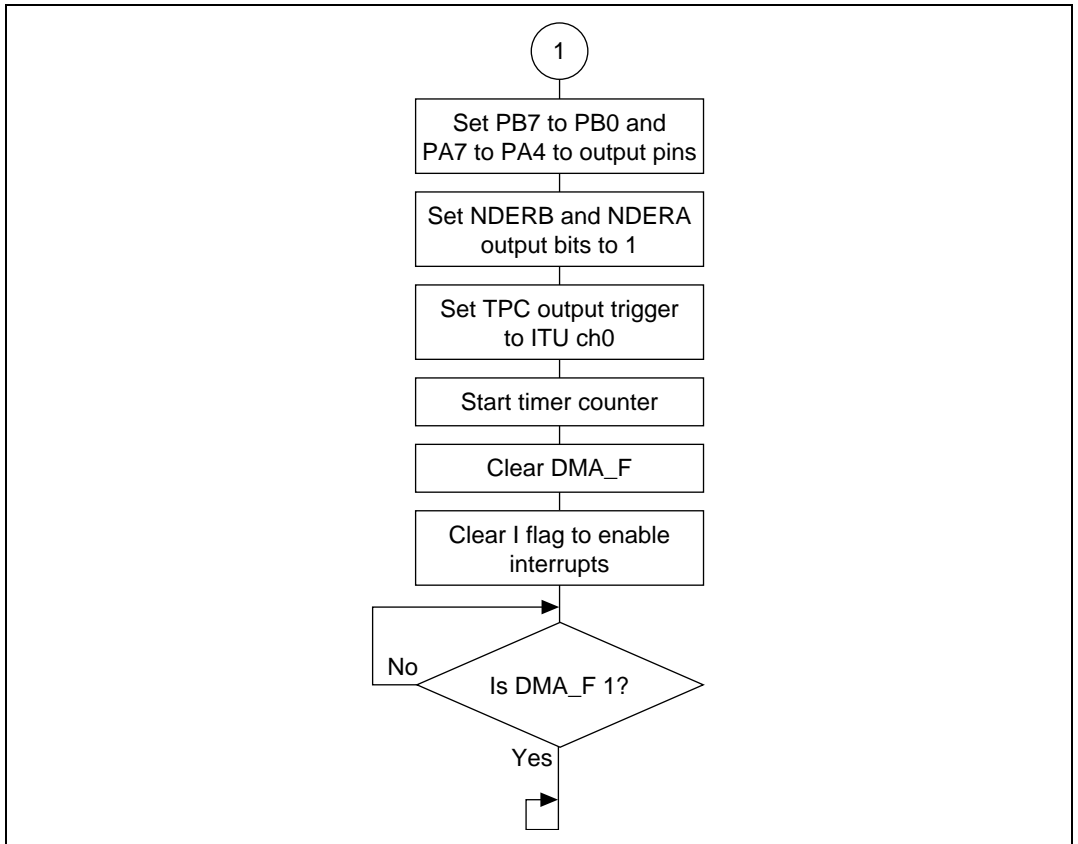 1
Set PB7 to PB0 and
PA7 to PA4 to output pins
Set NDERB and NDERA
output bits to 1
Set TPC output trigger
to ITU ch0
Start timer counter
Clear DMA_F
Clear I flag to enable
interrupts
No
Is DMA_F 1?
Yes